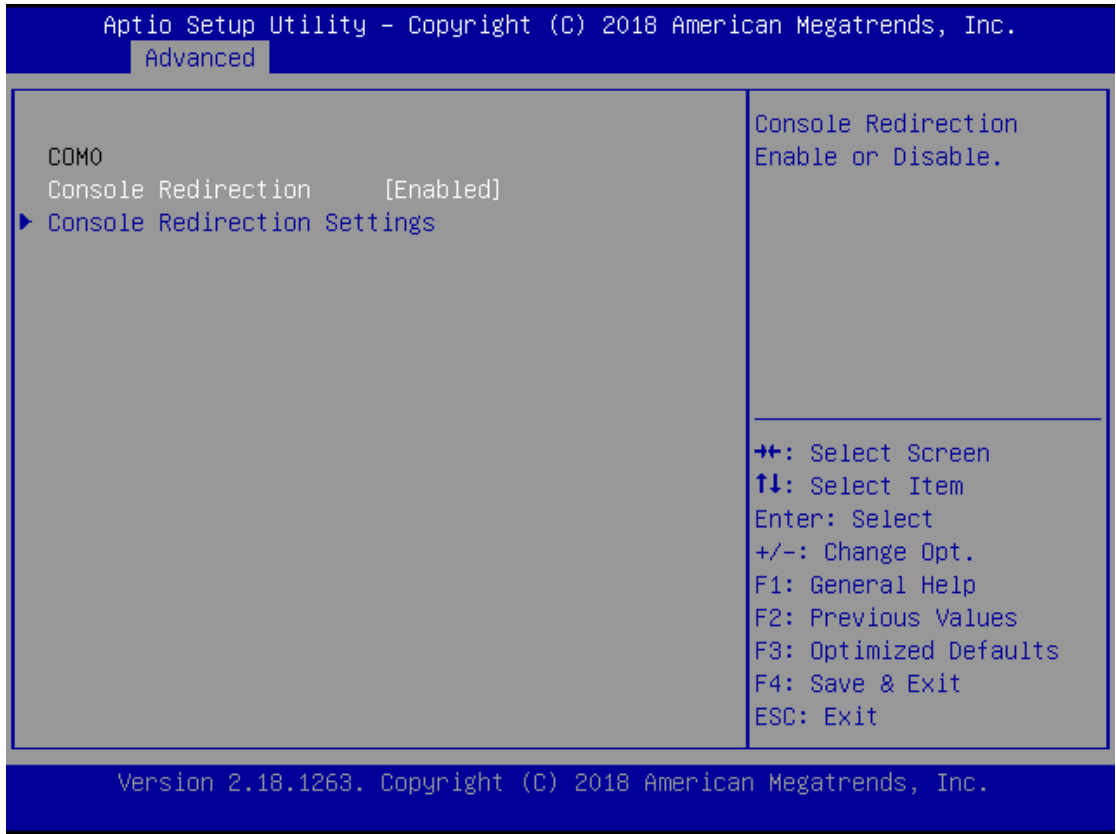 Aptio Setup Utility – Copyright (C) 2018 American Megatrends, Inc.
Advanced
COM0
Console Redirection [Enabled]
▶ Console Redirection Settings
Console Redirection
Enable or Disable.
→←: Select Screen
↑↓: Select Item
Enter: Select
+/-: Change Opt.
F1: General Help
F2: Previous Values
F3: Optimized Defaults
F4: Save & Exit
ESC: Exit
Version 2.18.1263. Copyright (C) 2018 American Megatrends, Inc.